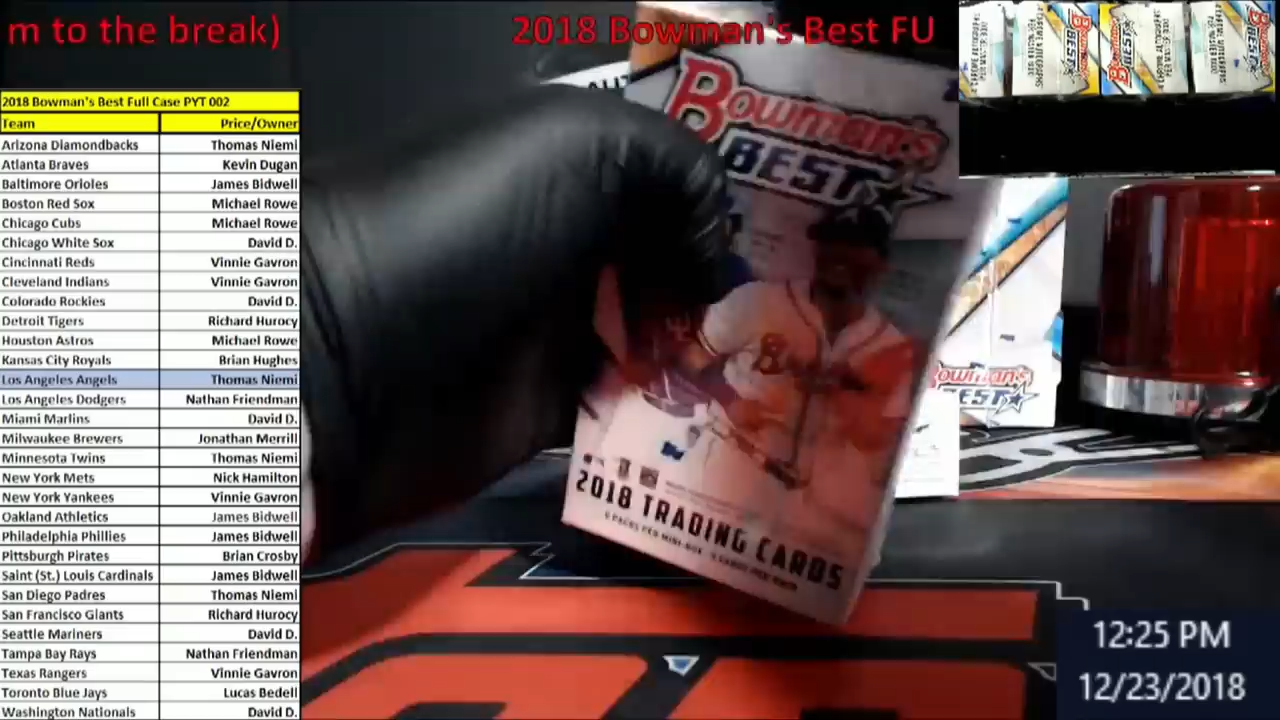 m to the break)
2018 Bowman's Best FU
2018 Bowman's Best Full Case PYT 002
Team Price/Owner
Arizona Diamondbacks Thomas Niemi
Atlanta Braves Kevin Dugan
Baltimore Orioles James Bidwell
Boston Red Sox Michael Rowe
Chicago Cubs Michael Rowe
Chicago White Sox David D.
Cincinnati Reds Vinnie Gavron
Cleveland Indians Vinnie Gavron
Colorado Rockies David D.
Detroit Tigers Richard Hurocy
Houston Astros Michael Rowe
Kansas City Royals Brian Hughes
Los Angeles Angels Thomas Niemi
Los Angeles Dodgers Nathan Friendman
Miami Marlins David D.
Milwaukee Brewers Jonathan Merrill
Minnesota Twins Thomas Niemi
New York Mets Nick Hamilton
New York Yankees Vinnie Gavron
Oakland Athletics James Bidwell
Philadelphia Phillies James Bidwell
Pittsburgh Pirates Brian Crosby
Saint (St.) Louis Cardinals James Bidwell
San Diego Padres Thomas Niemi
San Francisco Giants Richard Hurocy
Seattle Mariners David D.
Tampa Bay Rays Nathan Friendman
Texas Rangers Vinnie Gavron
Toronto Blue Jays Lucas Bedell
Washington Nationals David D.
Bowman's
BEST
2018 TRADING CARDS
Bowman's
BEST
BEST
BEST
BEST
12:25 PM
12/23/2018